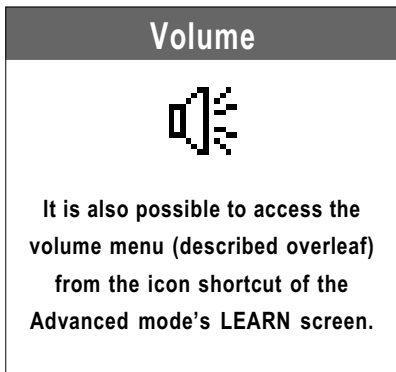 Volume
It is also possible to access the
volume menu (described overleaf)
from the icon shortcut of the
Advanced mode's LEARN screen.